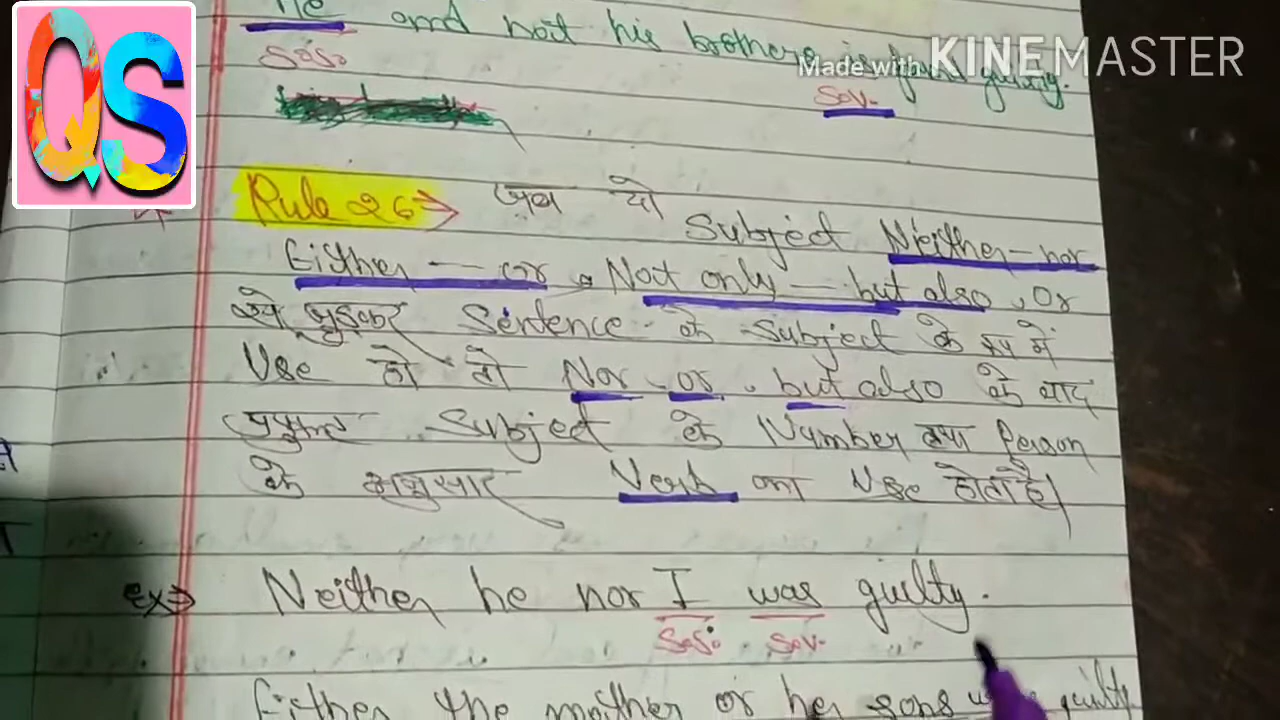 QS
He and not his brothers is found guilty.
Made with KINEMASTER
S.S. S.V.
Rule 26 → जब दो
Subject Neither — nor
Either — or, Not only — but also, Or
से जुड़कर Sentence के Subject के रूप में
Use हो तो Nor, or, but also के बाद
प्रयुक्त Subject के Number तथा Person
के अनुसार Verb का Use होता है।
Ex⇒ Neither he nor I was guilty.
S.S. S.V.
Either the mother or her sons guilty